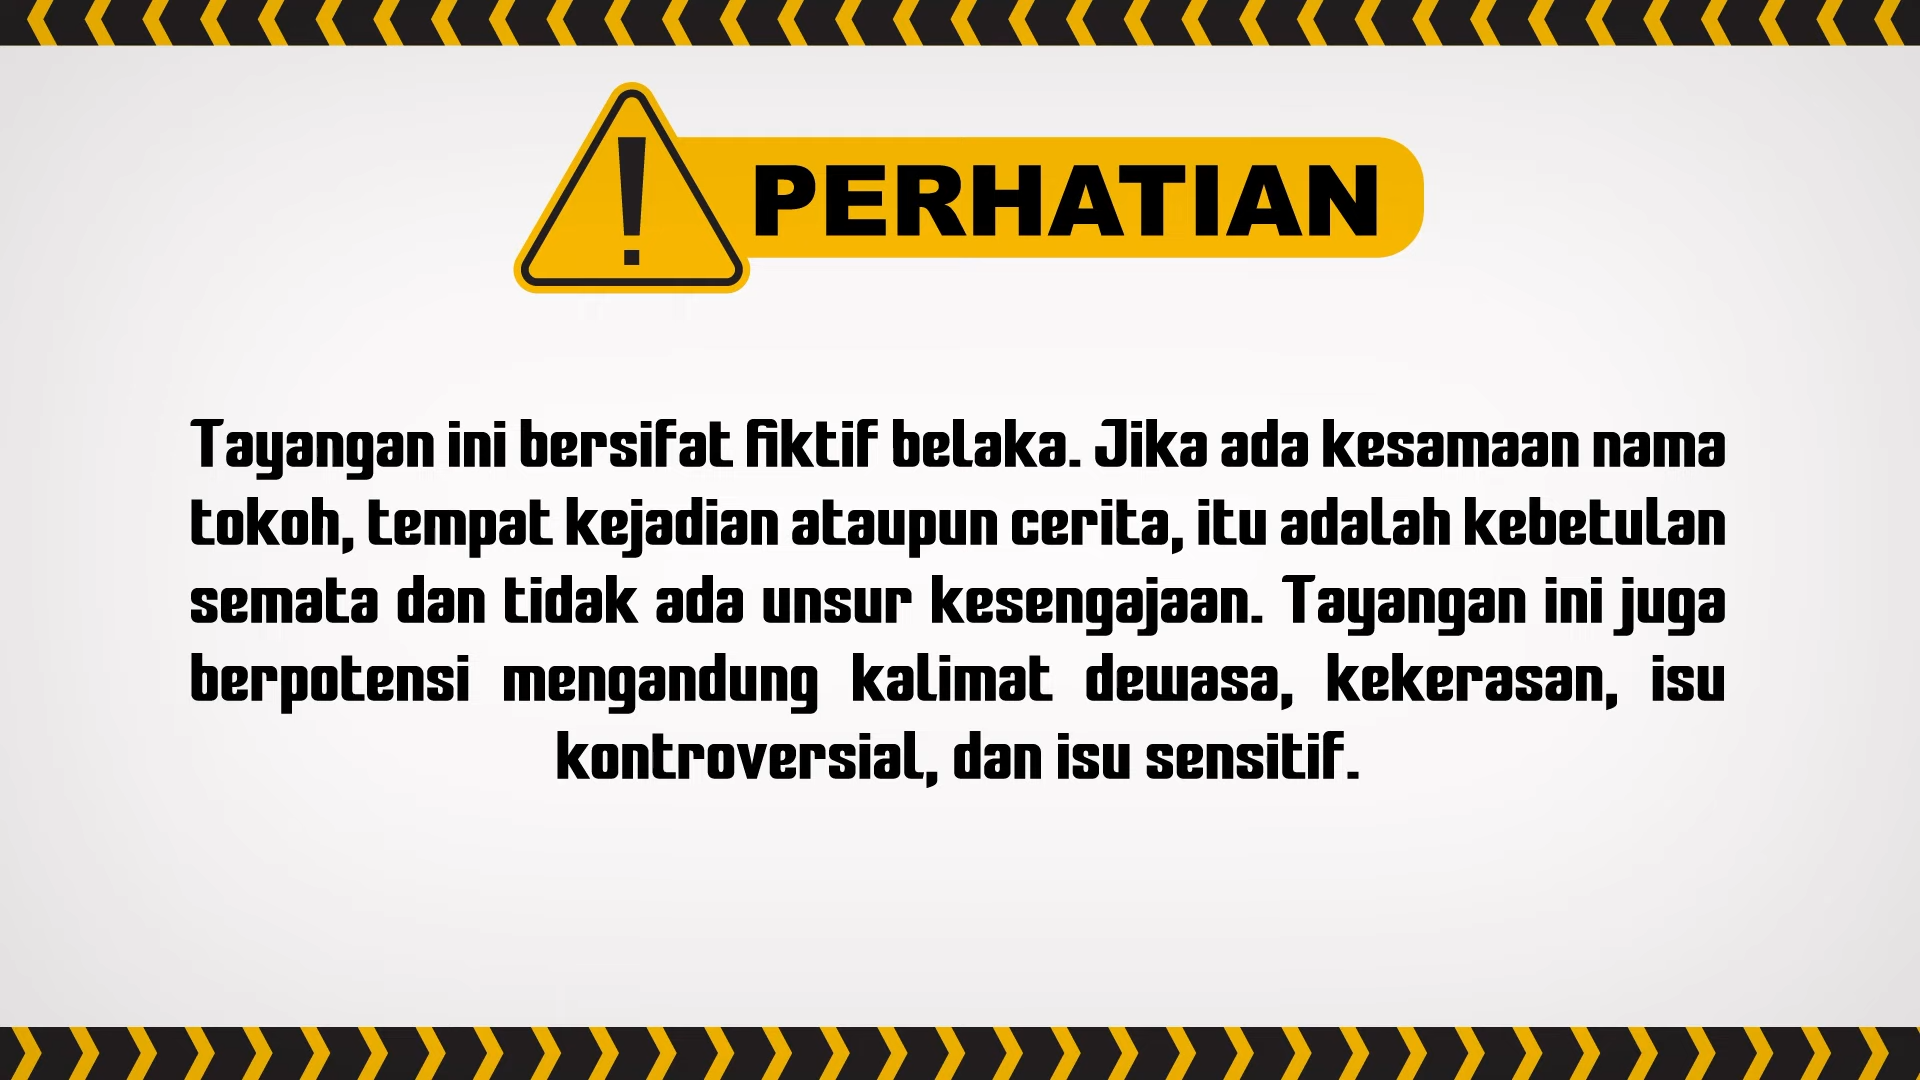 PERHATIAN
Tayangan ini bersifat fiktif belaka. Jika ada kesamaan nama
tokoh, tempat kejadian ataupun cerita, itu adalah kebetulan
semata dan tidak ada unsur kesengajaan. Tayangan ini juga
berpotensi mengandung kalimat dewasa, kekerasan, isu
kontroversial, dan isu sensitif.